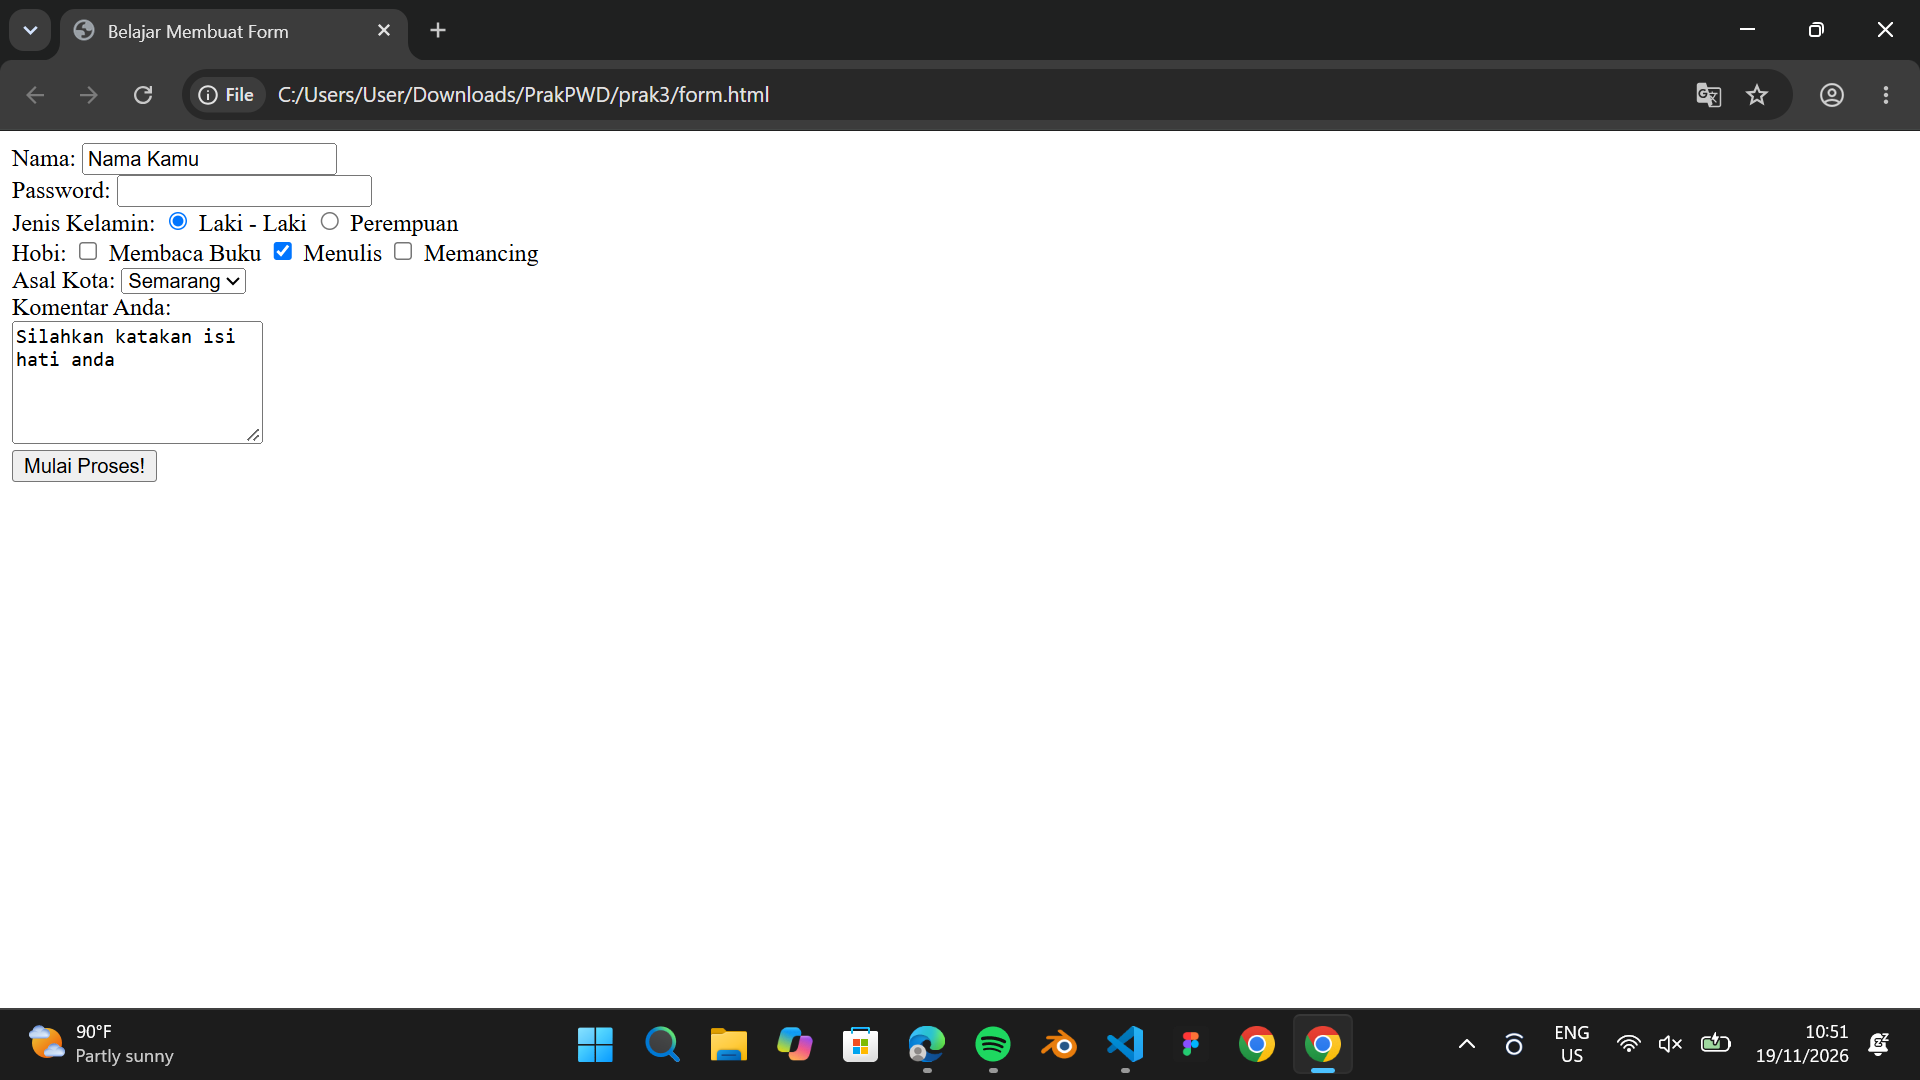 Belajar Membuat Form
File C:/Users/User/Downloads/PrakPWD/prak3/form.html
Nama: Nama Kamu
Password:
Jenis Kelamin: Laki - Laki Perempuan
Hobi: Membaca Buku Menulis Memancing
Asal Kota: Semarang
Komentar Anda:
Silahkan katakan isi
hati anda
Mulai Proses!
90°F
Partly sunny
ENG
US
10:51
19/11/2026